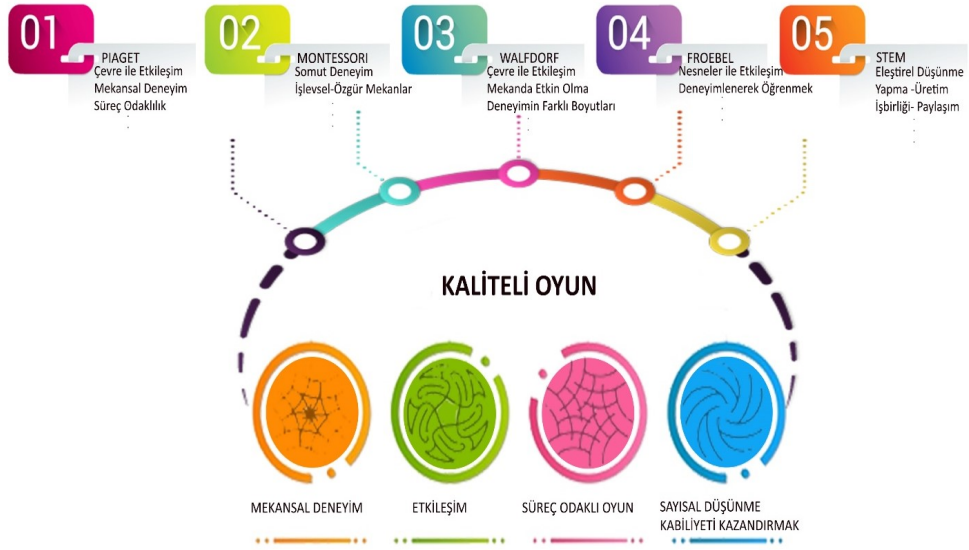 01
PIAGET
Çevre ile Etkileşim
Mekansal Deneyim
Süreç Odaklılık
02
MONTESSORI
Somut Deneyim
İşlevsel-Özgür Mekanlar
03
WALFDORF
Çevre ile Etkileşim
Mekanda Etkin Olma
Deneyimin Farklı Boyutları
04
FROEBEL
Nesneler ile Etkileşim
Deneyimlenerek Öğrenmek
05
STEM
Eleştirel Düşünme
Yapma -Üretim
İşbirliği- Paylaşım
KALİTELİ OYUN
MEKANSAL DENEYİM
ETKİLEŞİM
SÜREÇ ODAKLI OYUN
SAYISAL DÜŞÜNME
KABİLİYETİ KAZANDIRMAK